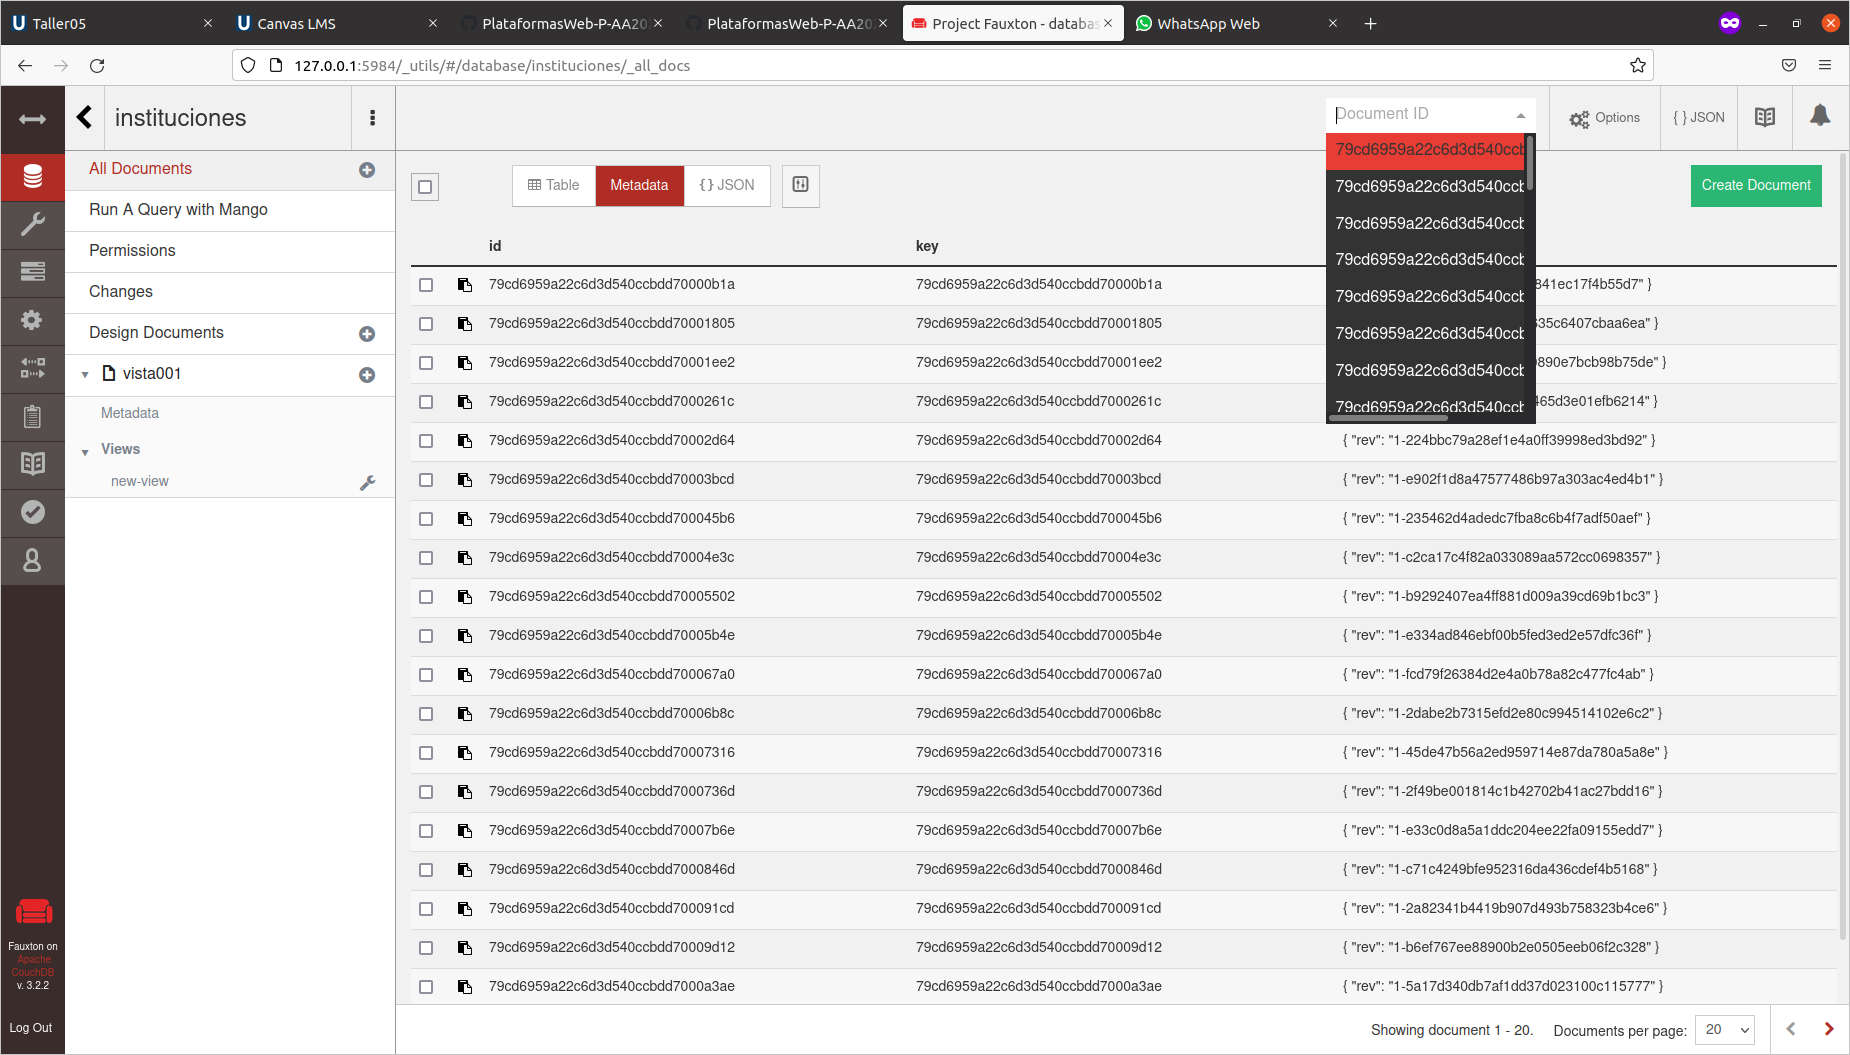 Taller05
Canvas LMS
PlataformasWeb-P-AA20
PlataformasWeb-P-AA20
Project Fauxton - databas
WhatsApp Web
127.0.0.1:5984/_utils/#/database/instituciones/_all_docs
instituciones
Document ID
Options
{ } JSON
All Documents
Run A Query with Mango
Permissions
Changes
Design Documents
vista001
Metadata
Views
new-view
Table
Metadata
{ } JSON
Create Document
79cd6959a22c6d3d540ccb
79cd6959a22c6d3d540ccb
79cd6959a22c6d3d540ccb
79cd6959a22c6d3d540ccb
79cd6959a22c6d3d540ccb
79cd6959a22c6d3d540ccb
79cd6959a22c6d3d540ccb
79cd6959a22c6d3d540ccb
id key
79cd6959a22c6d3d540ccbdd70000b1a 79cd6959a22c6d3d540ccbdd70000b1a 341ec17f4b55d7" }
79cd6959a22c6d3d540ccbdd70001805 79cd6959a22c6d3d540ccbdd70001805 35c6407cbaa6ea" }
79cd6959a22c6d3d540ccbdd70001ee2 79cd6959a22c6d3d540ccbdd70001ee2 890e7bcb98b75de" }
79cd6959a22c6d3d540ccbdd7000261c 79cd6959a22c6d3d540ccbdd7000261c 465d3e01efb6214" }
79cd6959a22c6d3d540ccbdd70002d64 79cd6959a22c6d3d540ccbdd70002d64 { "rev": "1-224bbc79a28ef1e4a0ff39998ed3bd92" }
79cd6959a22c6d3d540ccbdd70003bcd 79cd6959a22c6d3d540ccbdd70003bcd { "rev": "1-e902f1d8a47577486b97a303ac4ed4b1" }
79cd6959a22c6d3d540ccbdd700045b6 79cd6959a22c6d3d540ccbdd700045b6 { "rev": "1-235462d4adedc7fba8c6b4f7adf50aef" }
79cd6959a22c6d3d540ccbdd70004e3c 79cd6959a22c6d3d540ccbdd70004e3c { "rev": "1-c2ca17c4f82a033089aa572cc0698357" }
79cd6959a22c6d3d540ccbdd70005502 79cd6959a22c6d3d540ccbdd70005502 { "rev": "1-b9292407ea4ff881d009a39cd69b1bc3" }
79cd6959a22c6d3d540ccbdd70005b4e 79cd6959a22c6d3d540ccbdd70005b4e { "rev": "1-e334ad846ebf00b5fed3ed2e57dfc36f" }
79cd6959a22c6d3d540ccbdd700067a0 79cd6959a22c6d3d540ccbdd700067a0 { "rev": "1-fcd79f26384d2e4a0b78a82c477fc4ab" }
79cd6959a22c6d3d540ccbdd70006b8c 79cd6959a22c6d3d540ccbdd70006b8c { "rev": "1-2dabe2b7315efd2e80c994514102e6c2" }
79cd6959a22c6d3d540ccbdd70007316 79cd6959a22c6d3d540ccbdd70007316 { "rev": "1-45de47b56a2ed959714e87da780a5a8e" }
79cd6959a22c6d3d540ccbdd7000736d 79cd6959a22c6d3d540ccbdd7000736d { "rev": "1-2f49be001814c1b42702b41ac27bdd16" }
79cd6959a22c6d3d540ccbdd70007b6e 79cd6959a22c6d3d540ccbdd70007b6e { "rev": "1-e33c0d8a5a1ddc204ee22fa09155edd7" }
79cd6959a22c6d3d540ccbdd7000846d 79cd6959a22c6d3d540ccbdd7000846d { "rev": "1-c71c4249bfe952316da436cdef4b5168" }
79cd6959a22c6d3d540ccbdd700091cd 79cd6959a22c6d3d540ccbdd700091cd { "rev": "1-2a82341b4419b907d493b758323b4ce6" }
79cd6959a22c6d3d540ccbdd70009d12 79cd6959a22c6d3d540ccbdd70009d12 { "rev": "1-b6ef767ee88900b2e0505eeb06f2c328" }
79cd6959a22c6d3d540ccbdd7000a3ae 79cd6959a22c6d3d540ccbdd7000a3ae { "rev": "1-5a17d340db7af1dd37d023100c115777" }
Fauxton on
Apache
CouchDB
v. 3.2.2
Log Out
Showing document 1 - 20.
Documents per page: 20